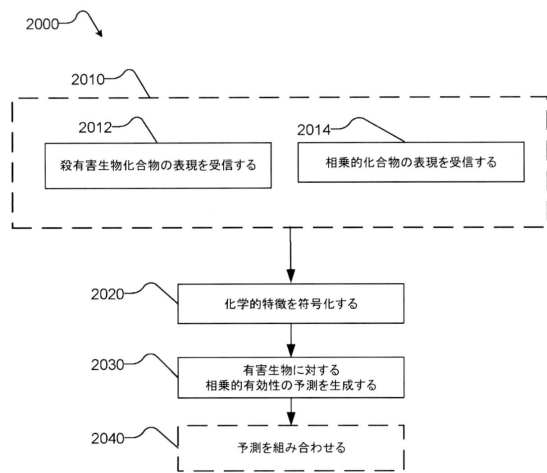 2000
2010
2012
殺有害生物化合物の表現を受信する
2014
相乗的化合物の表現を受信する
2020
化学的特徴を符号化する
2030
有害生物に対する
相乗的有効性の予測を生成する
2040
予測を組み合わせる